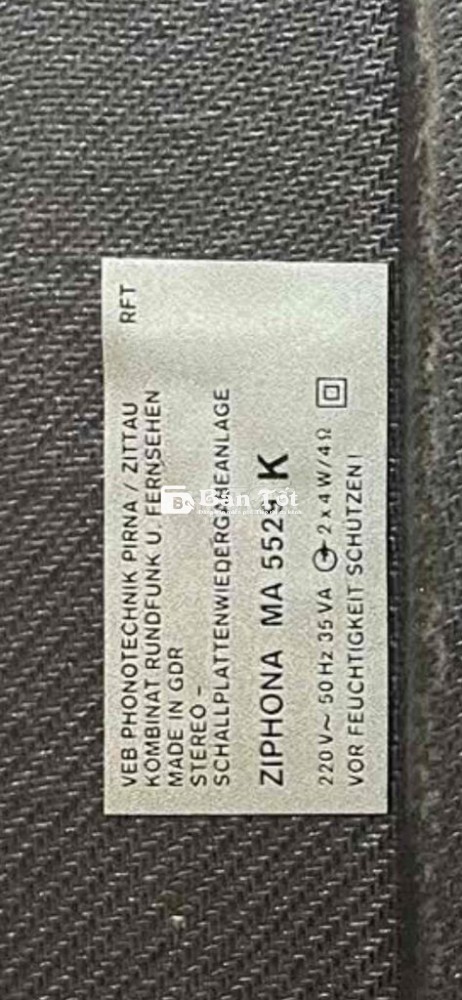 VEB PHONOTECHNIK PIRNA / ZITTAU RFT
KOMBINAT RUNDFUNK U. FERNSEHEN
MADE IN GDR
STEREO –
SCHALLPLATTENWIEDERGABEANLAGE
ZIPHONA MA 5529 K
220 V ~ 50 Hz 35 VA 2 x 4 W / 4 Ω
VOR FEUCHTIGKEIT SCHÜTZEN!
Bán Tốt